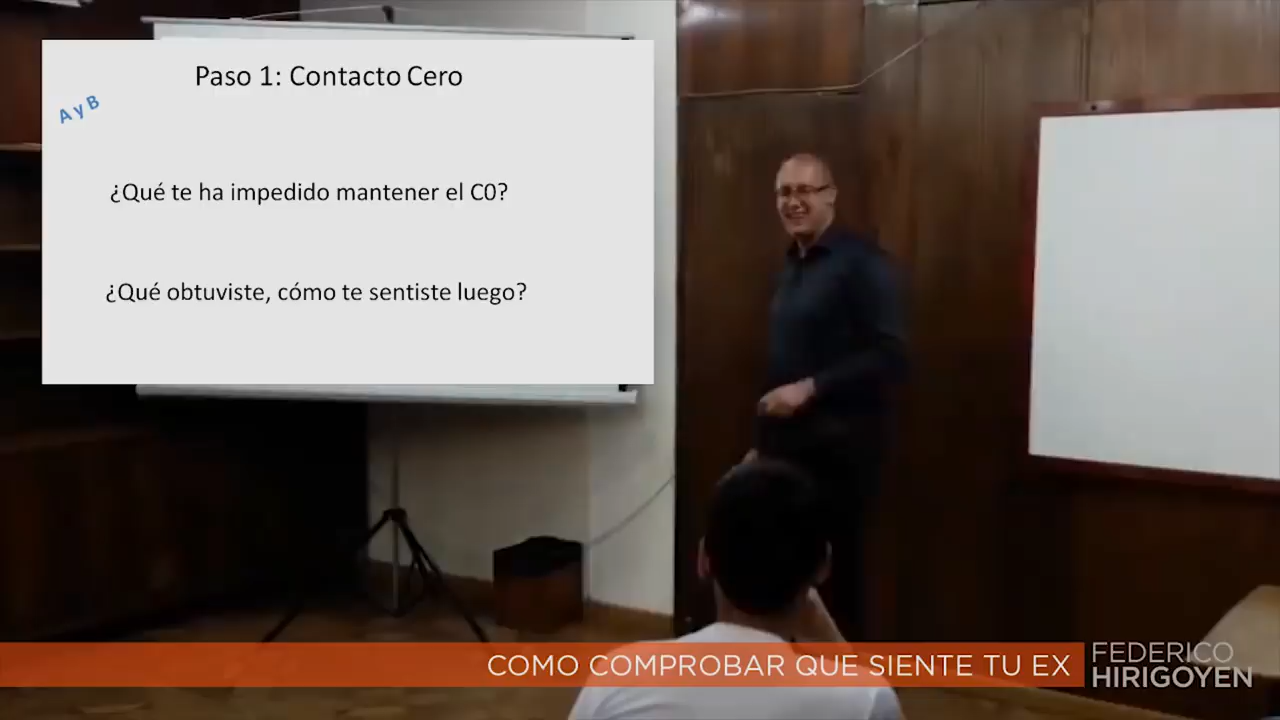 Paso 1: Contacto Cero
A y B
¿Qué te ha impedido mantener el C0?
¿Qué obtuviste, cómo te sentiste luego?
COMO COMPROBAR QUE SIENTE TU EX
FEDERICO
HIRIGOYEN